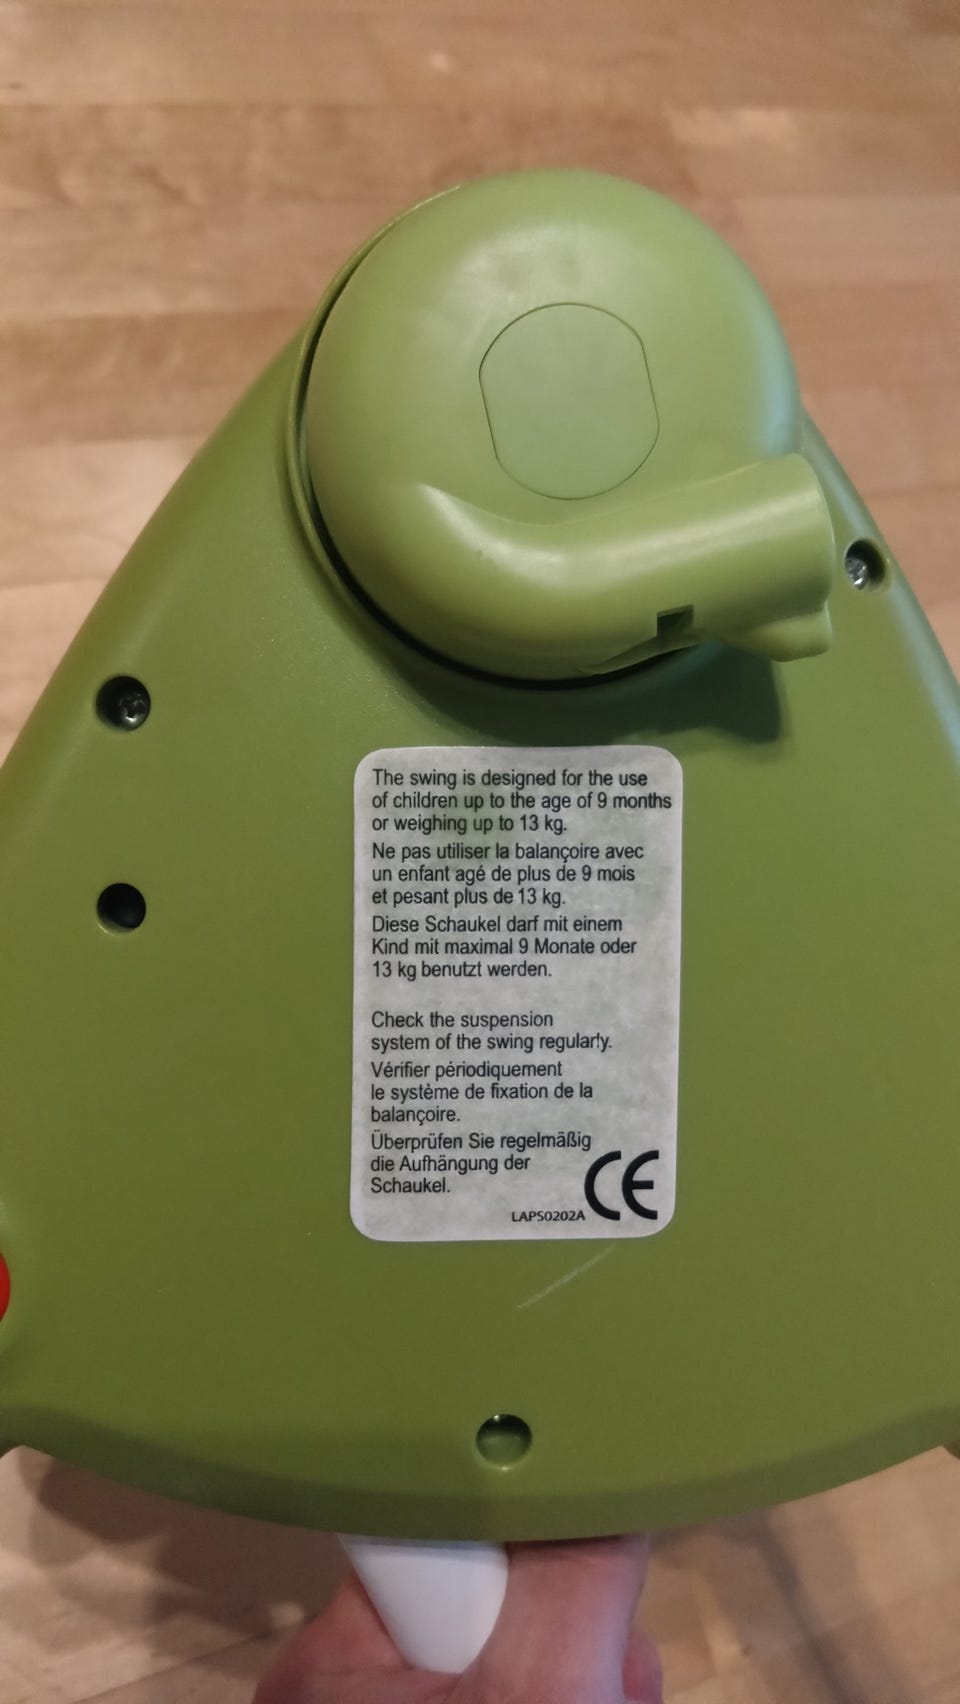 The swing is designed for the use
of children up to the age of 9 months
or weighing up to 13 kg.
Ne pas utiliser la balançoire avec
un enfant agé de plus de 9 mois
et pesant plus de 13 kg.
Diese Schaukel darf mit einem
Kind mit maximal 9 Monate oder
13 kg benutzt werden.
Check the suspension
system of the swing regularly.
Vérifier périodiquement
le système de fixation de la
balançoire.
Überprüfen Sie regelmäßig
die Aufhängung der
Schaukel.
LAPS0202A CE